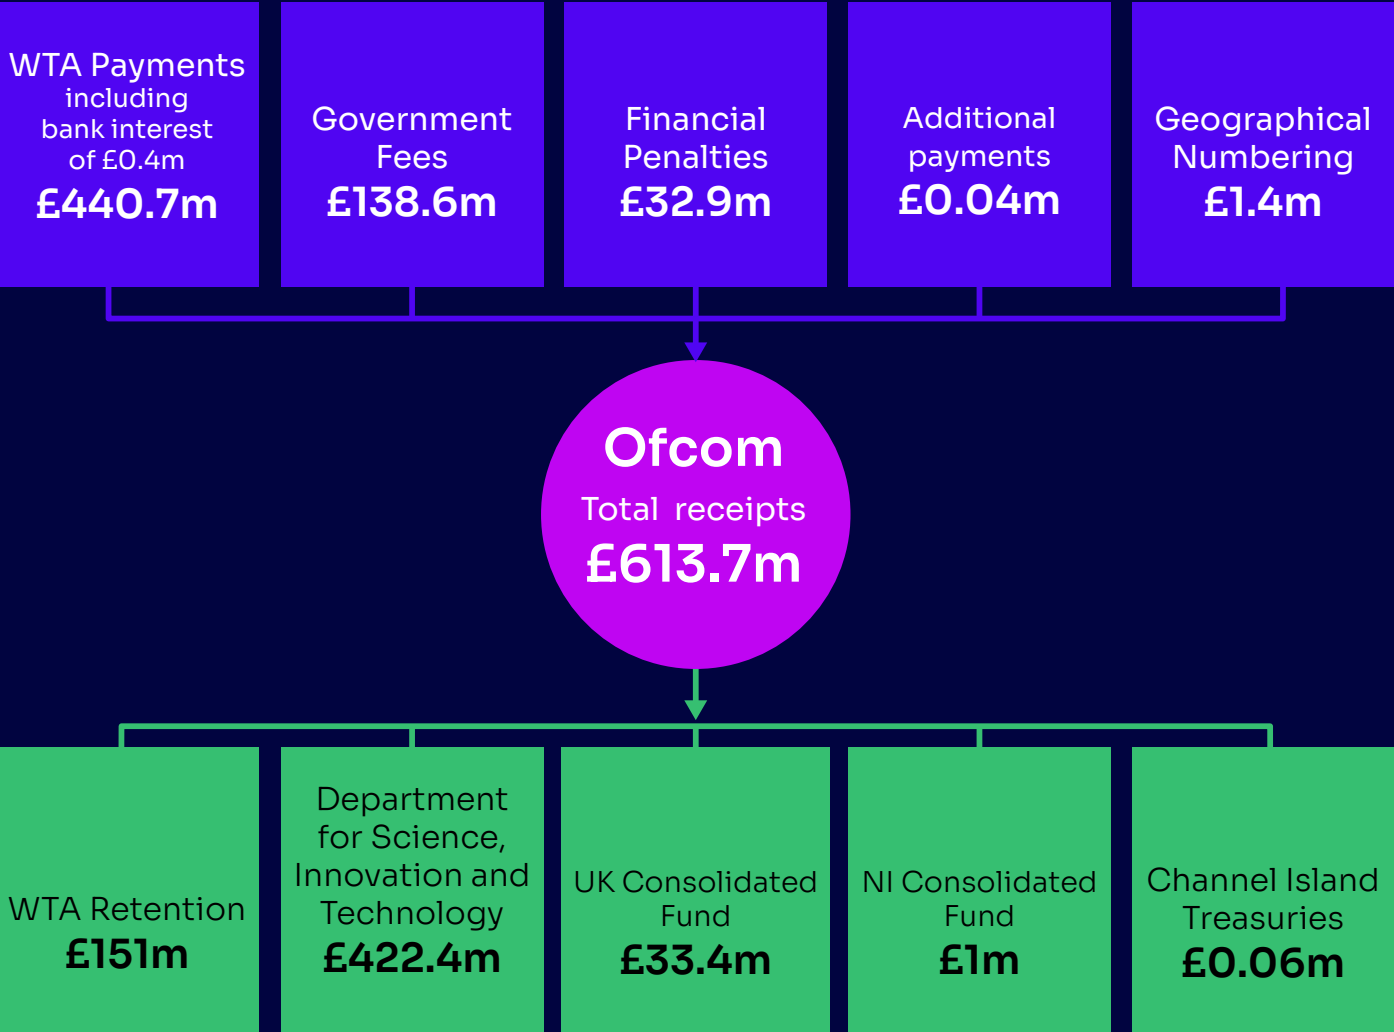 WTA Payments
including
bank interest
of £0.4m
£440.7m
Government
Fees
£138.6m
Financial
Penalties
£32.9m
Additional
payments
£0.04m
Geographical
Numbering
£1.4m
Ofcom
Total receipts
£613.7m
WTA Retention
£151m
Department
for Science,
Innovation and
Technology
£422.4m
UK Consolidated
Fund
£33.4m
NI Consolidated
Fund
£1m
Channel Island
Treasuries
£0.06m